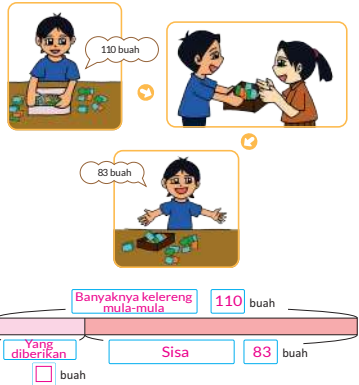 110 buah
83 buah
Banyaknya kelereng
mula-mula
110 buah
Yang
diberikan
Sisa
83 buah
buah